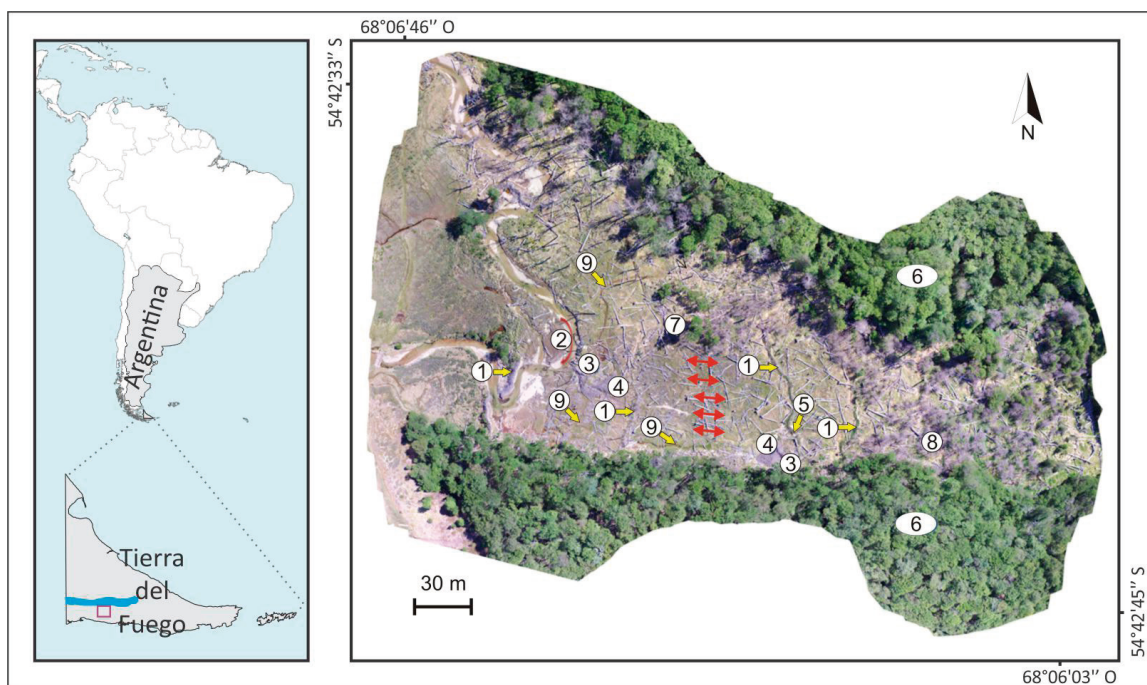 68°06'46’’ O
54°42'33’’ S
N
Argentina
Tierra
del
Fuego
6
9
7
2
3
1
1
4
5
9
1
1
9
4
8
3
6
30 m
54°42'45’’ S
68°06'03’’ O